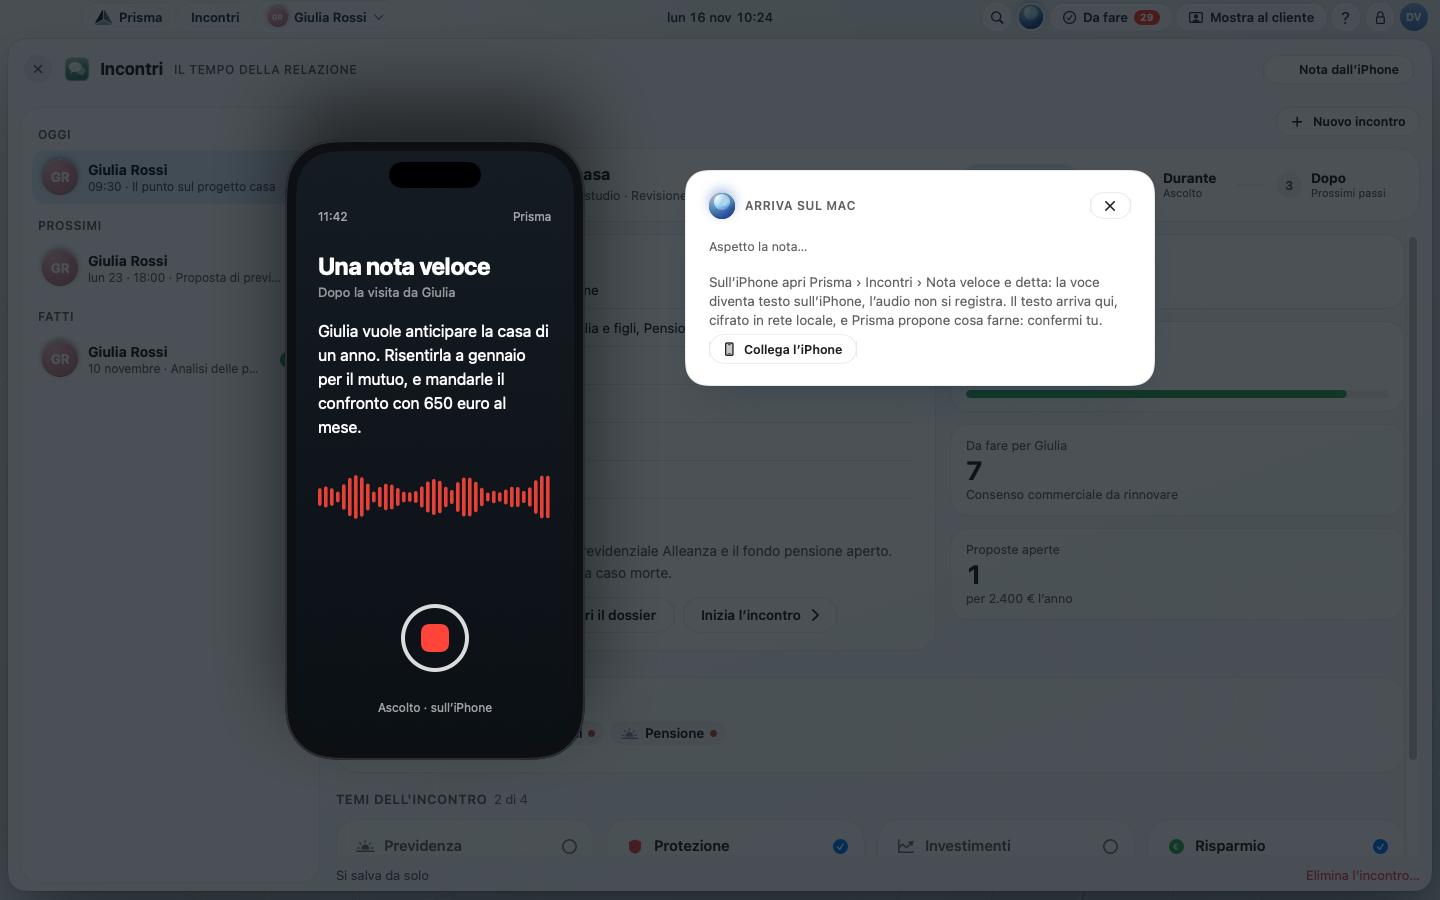 Prisma
Incontri
GR Giulia Rossi
lun 16 nov 10:24
Da fare 29
Mostra al cliente
?
DV
Incontri IL TEMPO DELLA RELAZIONE
Nota dall'iPhone
Nuovo incontro
OGGI
GR
Giulia Rossi
09:30 · Il punto sul progetto casa
PROSSIMI
GR
Giulia Rossi
lun 23 · 18:00 · Proposta di previ...
FATTI
GR
Giulia Rossi
10 novembre · Analisi delle p...
11:42
Prisma
Una nota veloce
Dopo la visita da Giulia
Giulia vuole anticipare la casa di
un anno. Risentirla a gennaio
per il mutuo, e mandarle il
confronto con 650 euro al
mese.
Ascolto · sull'iPhone
asa
studio · Revisione
Durante
Ascolto
3
Dopo
Prossimi passi
ARRIVA SUL MAC
Aspetto la nota...
Sull'iPhone apri Prisma › Incontri › Nota veloce e detta: la voce
diventa testo sull'iPhone, l'audio non si registra. Il testo arriva qui,
cifrato in rete locale, e Prisma propone cosa farne: confermi tu.
Collega l'iPhone
ne
lia e figli, Pensio
evidenziale Alleanza e il fondo pensione aperto.
a caso morte.
ri il dossier
Inizia l'incontro
Da fare per Giulia
7
Consenso commerciale da rinnovare
Proposte aperte
1
per 2.400 € l'anno
i
Pensione
TEMI DELL'INCONTRO 2 di 4
Previdenza
Protezione
Investimenti
Risparmio
Si salva da solo
Elimina l'incontro...